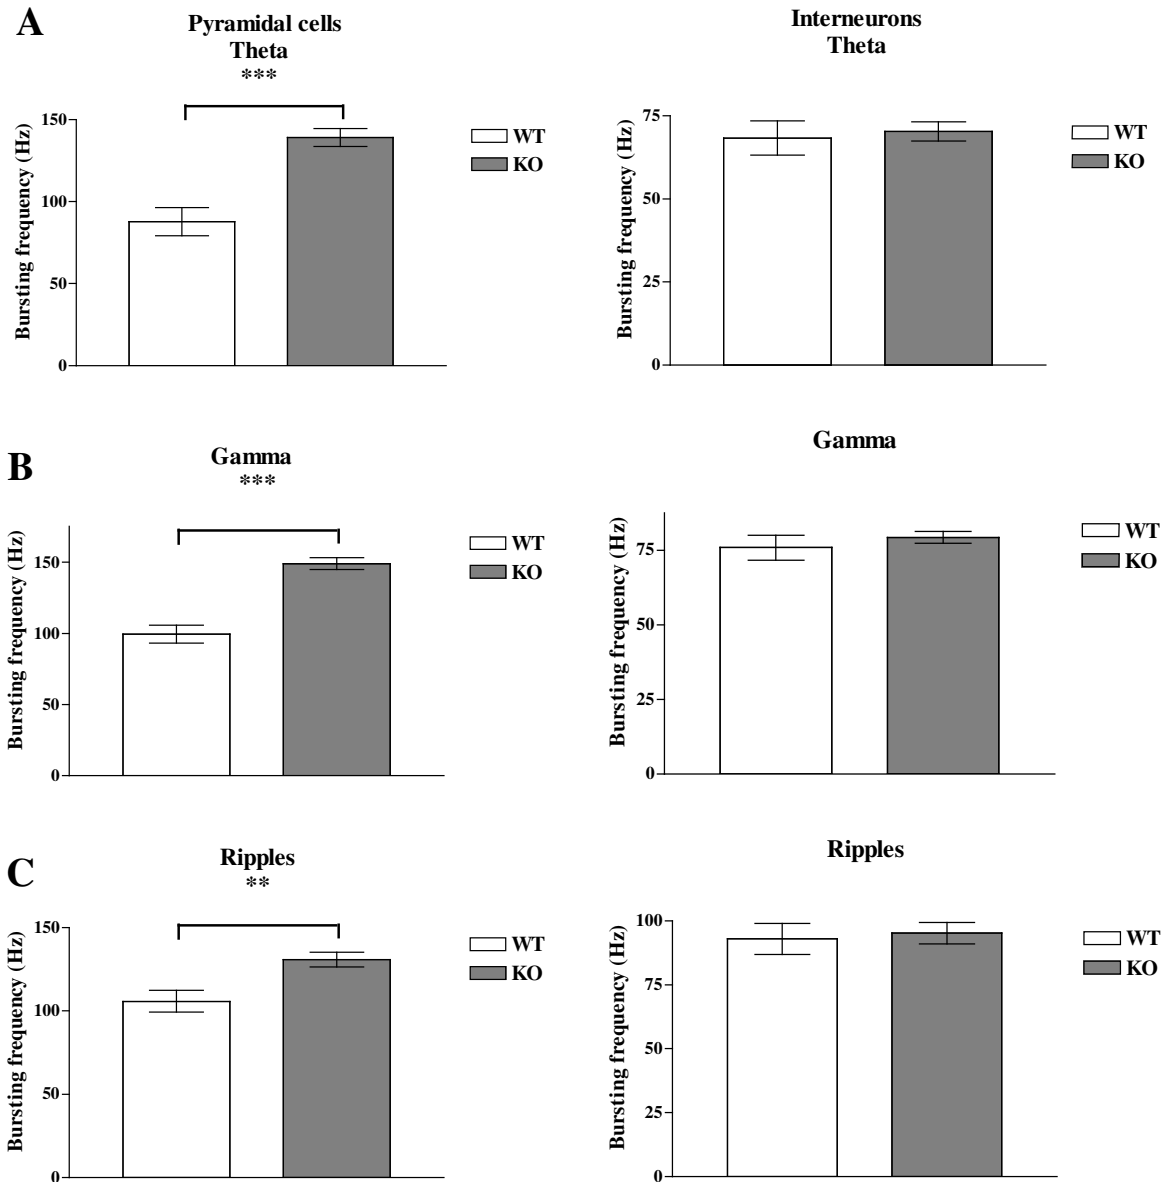 A
Pyramidal cells
Theta
***
Bursting frequency (Hz)
150
100
50
0
WT
KO
Interneurons
Theta
Bursting frequency (Hz)
75
50
25
0
WT
KO
B
Gamma
***
Bursting frequency (Hz)
150
100
50
0
WT
KO
Gamma
Bursting frequency (Hz)
75
50
25
0
WT
KO
C
Ripples
**
Bursting frequency (Hz)
150
100
50
0
WT
KO
Ripples
Bursting frequency (Hz)
100
75
50
25
0
WT
KO